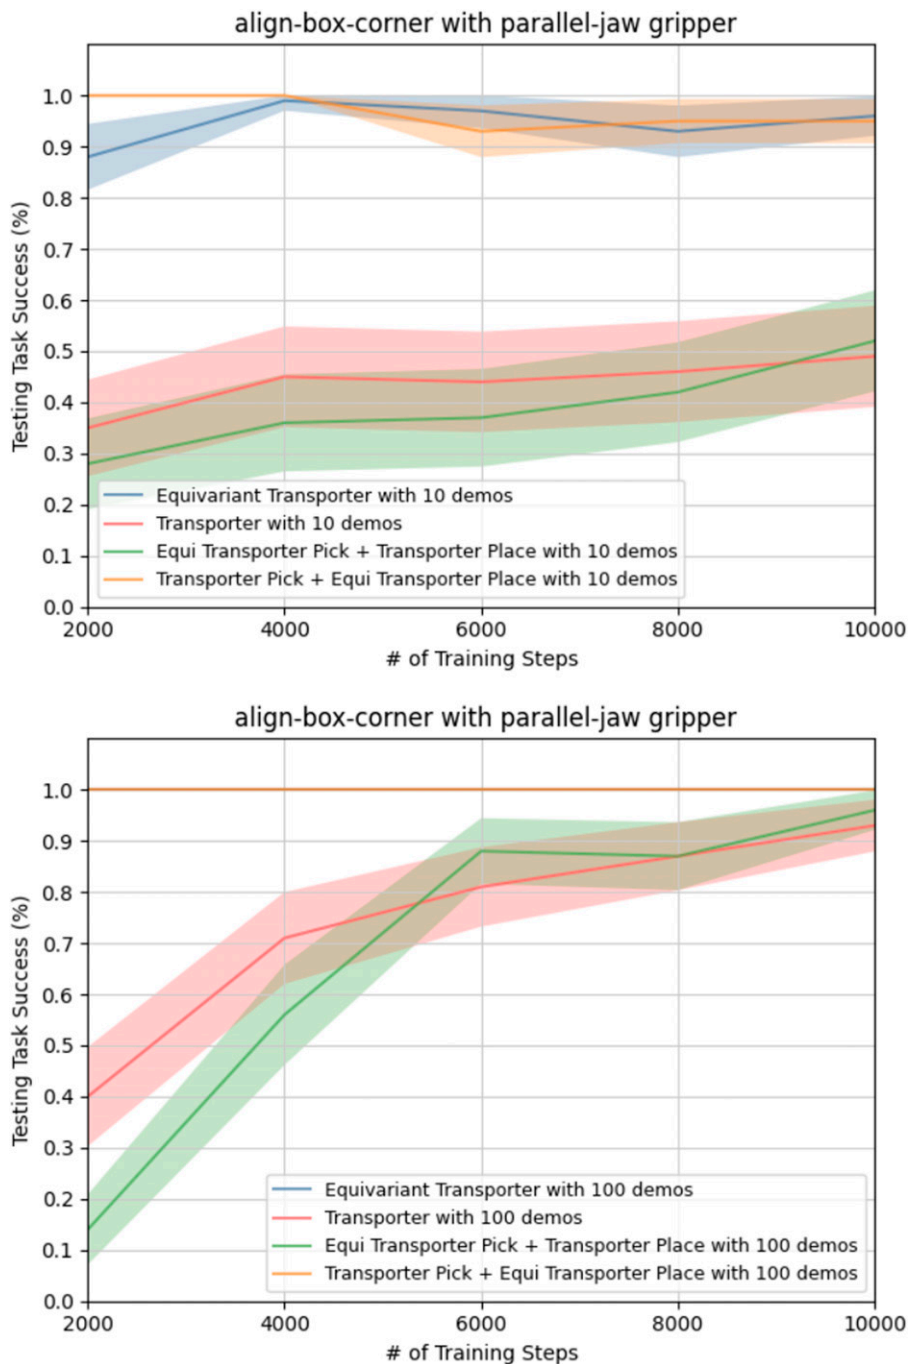 align-box-corner with parallel-jaw gripper
1.0
0.9
0.8
0.7
0.6
0.5
0.4
0.3
0.2
0.1
0.0
Testing Task Success (%)
Equivariant Transporter with 10 demos
Transporter with 10 demos
Equi Transporter Pick + Transporter Place with 10 demos
Transporter Pick + Equi Transporter Place with 10 demos
2000 4000 6000 8000 10000
# of Training Steps
align-box-corner with parallel-jaw gripper
1.0
0.9
0.8
0.7
0.6
0.5
0.4
0.3
0.2
0.1
0.0
Testing Task Success (%)
Equivariant Transporter with 100 demos
Transporter with 100 demos
Equi Transporter Pick + Transporter Place with 100 demos
Transporter Pick + Equi Transporter Place with 100 demos
2000 4000 6000 8000 10000
# of Training Steps